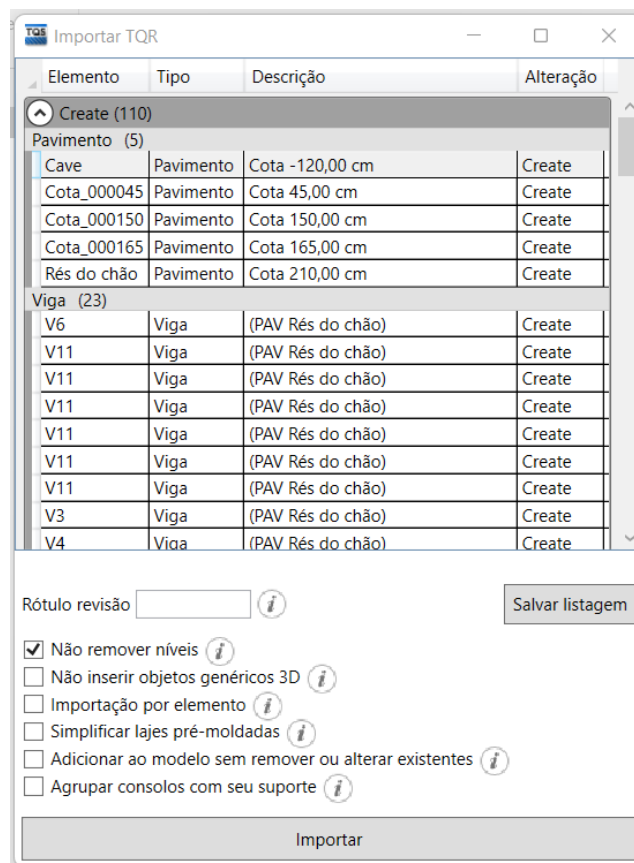 TQS Importar TQR
Elemento Tipo Descrição Alteração
Create (110)
Pavimento (5)
Cave Pavimento Cota -120,00 cm Create
Cota_000045 Pavimento Cota 45,00 cm Create
Cota_000150 Pavimento Cota 150,00 cm Create
Cota_000165 Pavimento Cota 165,00 cm Create
Rés do chão Pavimento Cota 210,00 cm Create
Viga (23)
V6 Viga (PAV Rés do chão) Create
V11 Viga (PAV Rés do chão) Create
V11 Viga (PAV Rés do chão) Create
V11 Viga (PAV Rés do chão) Create
V11 Viga (PAV Rés do chão) Create
V11 Viga (PAV Rés do chão) Create
V11 Viga (PAV Rés do chão) Create
V3 Viga (PAV Rés do chão) Create
V4 Viga (PAV Rés do chão) Create
Rótulo revisão i Salvar listagem
Não remover níveis i
Não inserir objetos genéricos 3D i
Importação por elemento i
Simplificar lajes pré-moldadas i
Adicionar ao modelo sem remover ou alterar existentes i
Agrupar consolos com seu suporte i
Importar